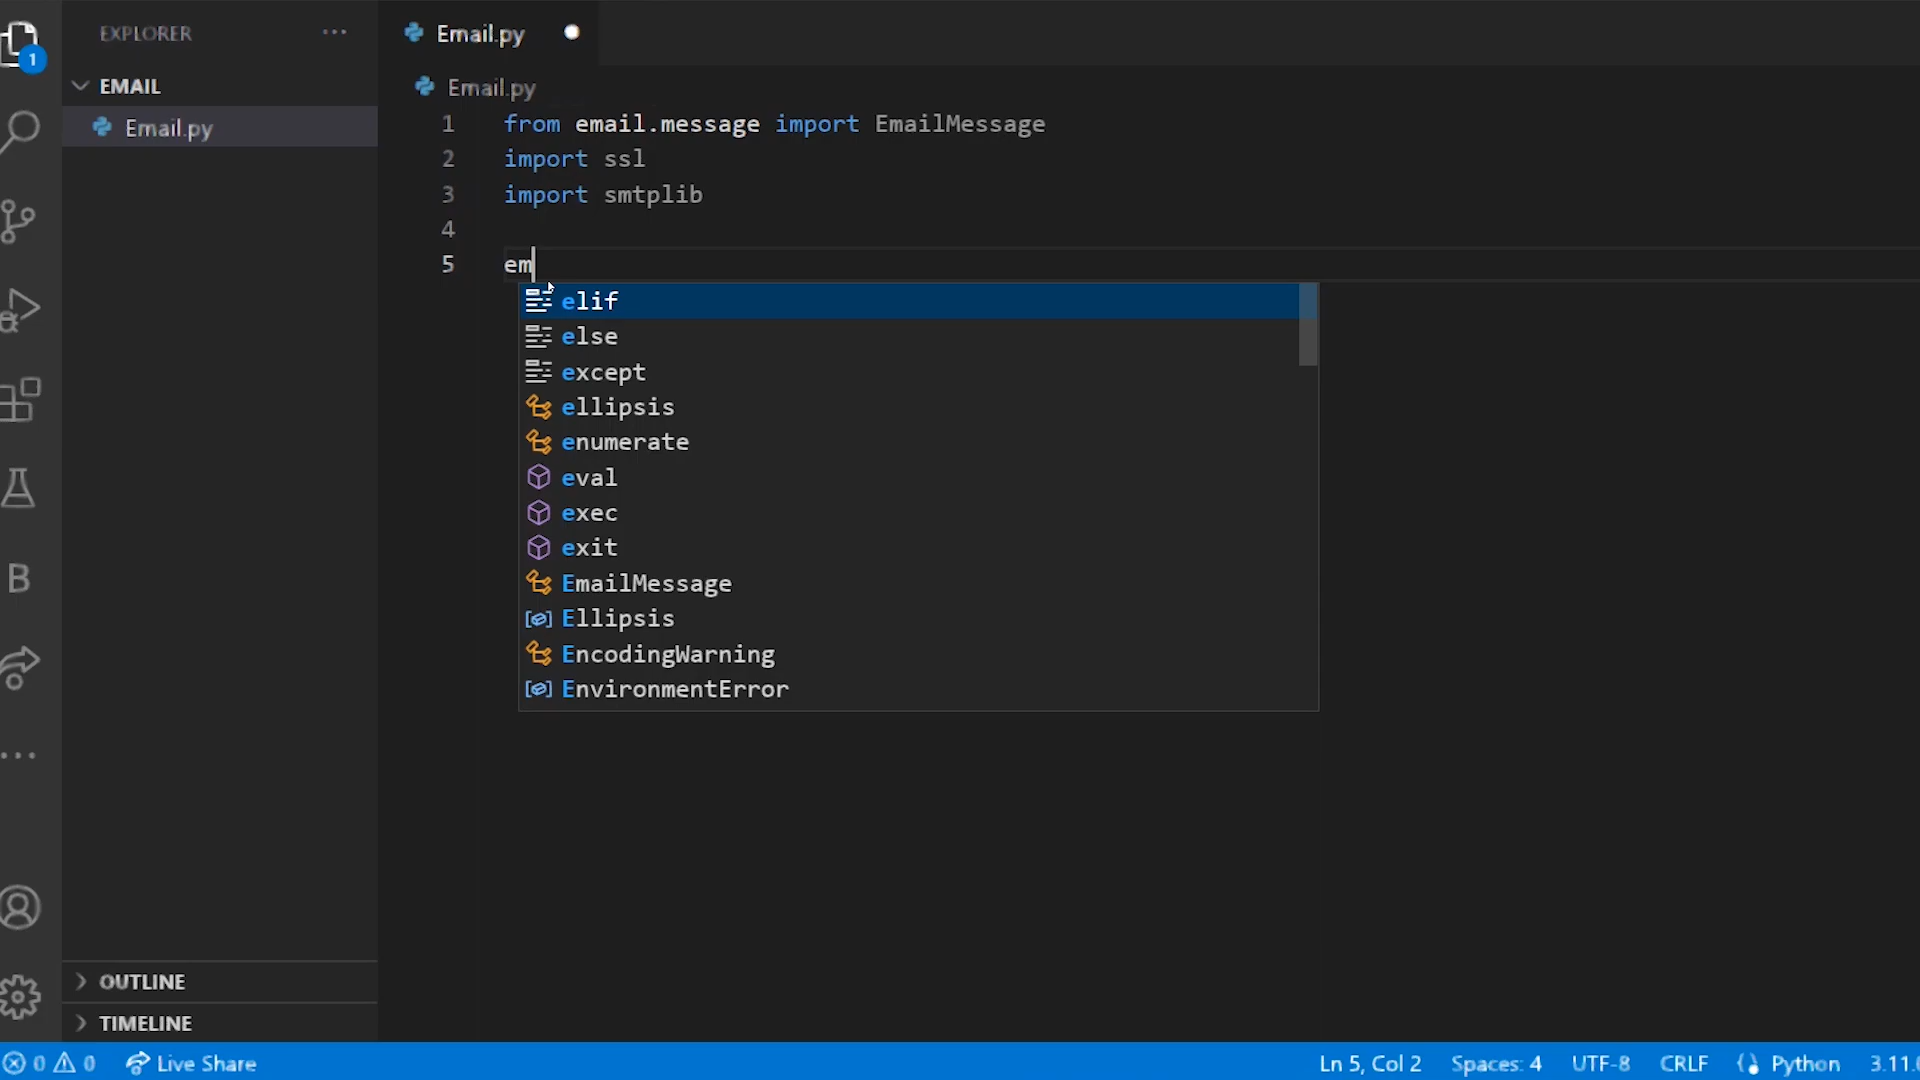 EXPLORER
EMAIL
Email.py
OUTLINE
TIMELINE
1
B
Email.py
Email.py
1 from email.message import EmailMessage
2 import ssl
3 import smtplib
4
5 em
elif
else
except
ellipsis
enumerate
eval
exec
exit
EmailMessage
Ellipsis
EncodingWarning
EnvironmentError
0 0 Live Share Ln 5, Col 2 Spaces: 4 UTF-8 CRLF Python 3.11.